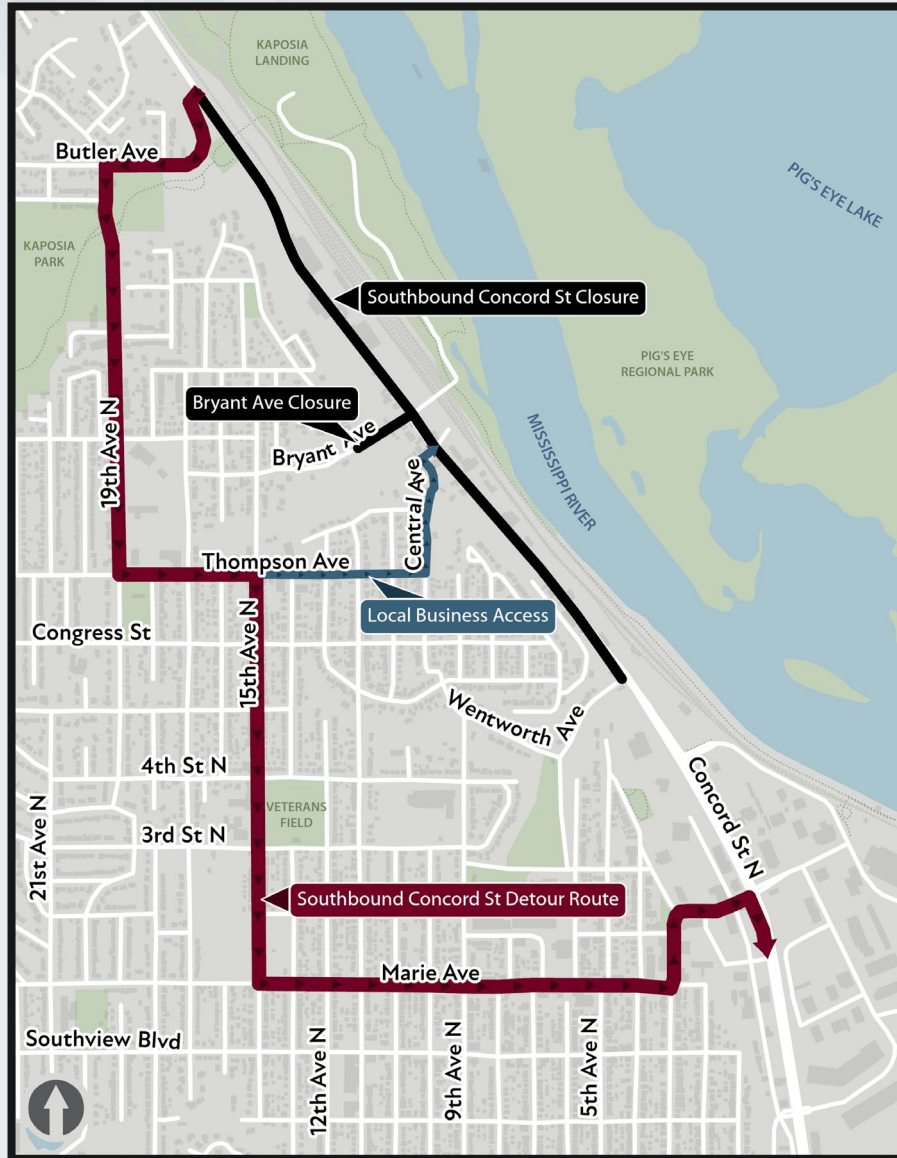 KAPOSIA
LANDING
Butler Ave
PIG'S EYE LAKE
KAPOSIA
PARK
Southbound Concord St Closure
PIG'S EYE
REGIONAL PARK
Bryant Ave Closure
Bryant Ave
19th Ave N
Central Ave
MISSISSIPPI RIVER
Thompson Ave
Local Business Access
Congress St
15th Ave N
Wentworth Ave
4th St N
Concord St N
VETERANS
FIELD
3rd St N
21st Ave N
Southbound Concord St Detour Route
Marie Ave
Southview Blvd
12th Ave N
9th Ave N
5th Ave N